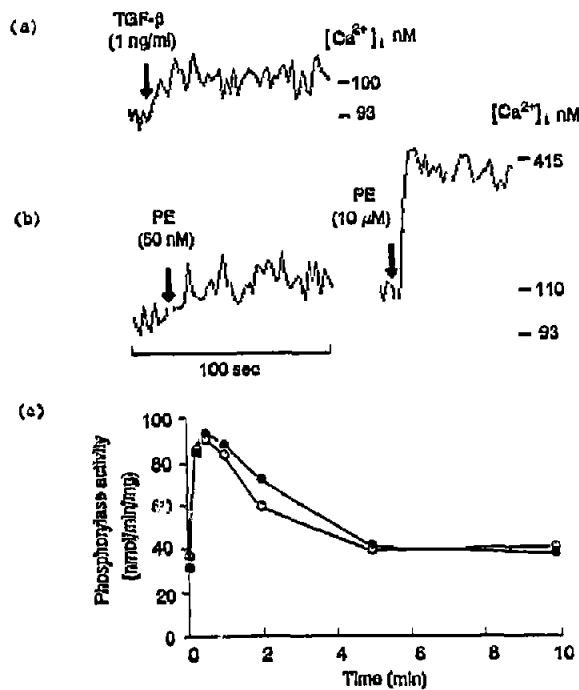 (a)
TGF-β
(1 ng/ml)
[Ca²⁺]ᵢ nM
– 100
– 93
[Ca²⁺]ᵢ nM
– 415
(b)
PE
(50 nM)
PE
(10 μM)
– 110
– 93
100 sec
(c)
Phosphorylase activity
(nmol/min/mg)
100
80
60
40
20
0
0 2 4 6 8 10
Time (min)